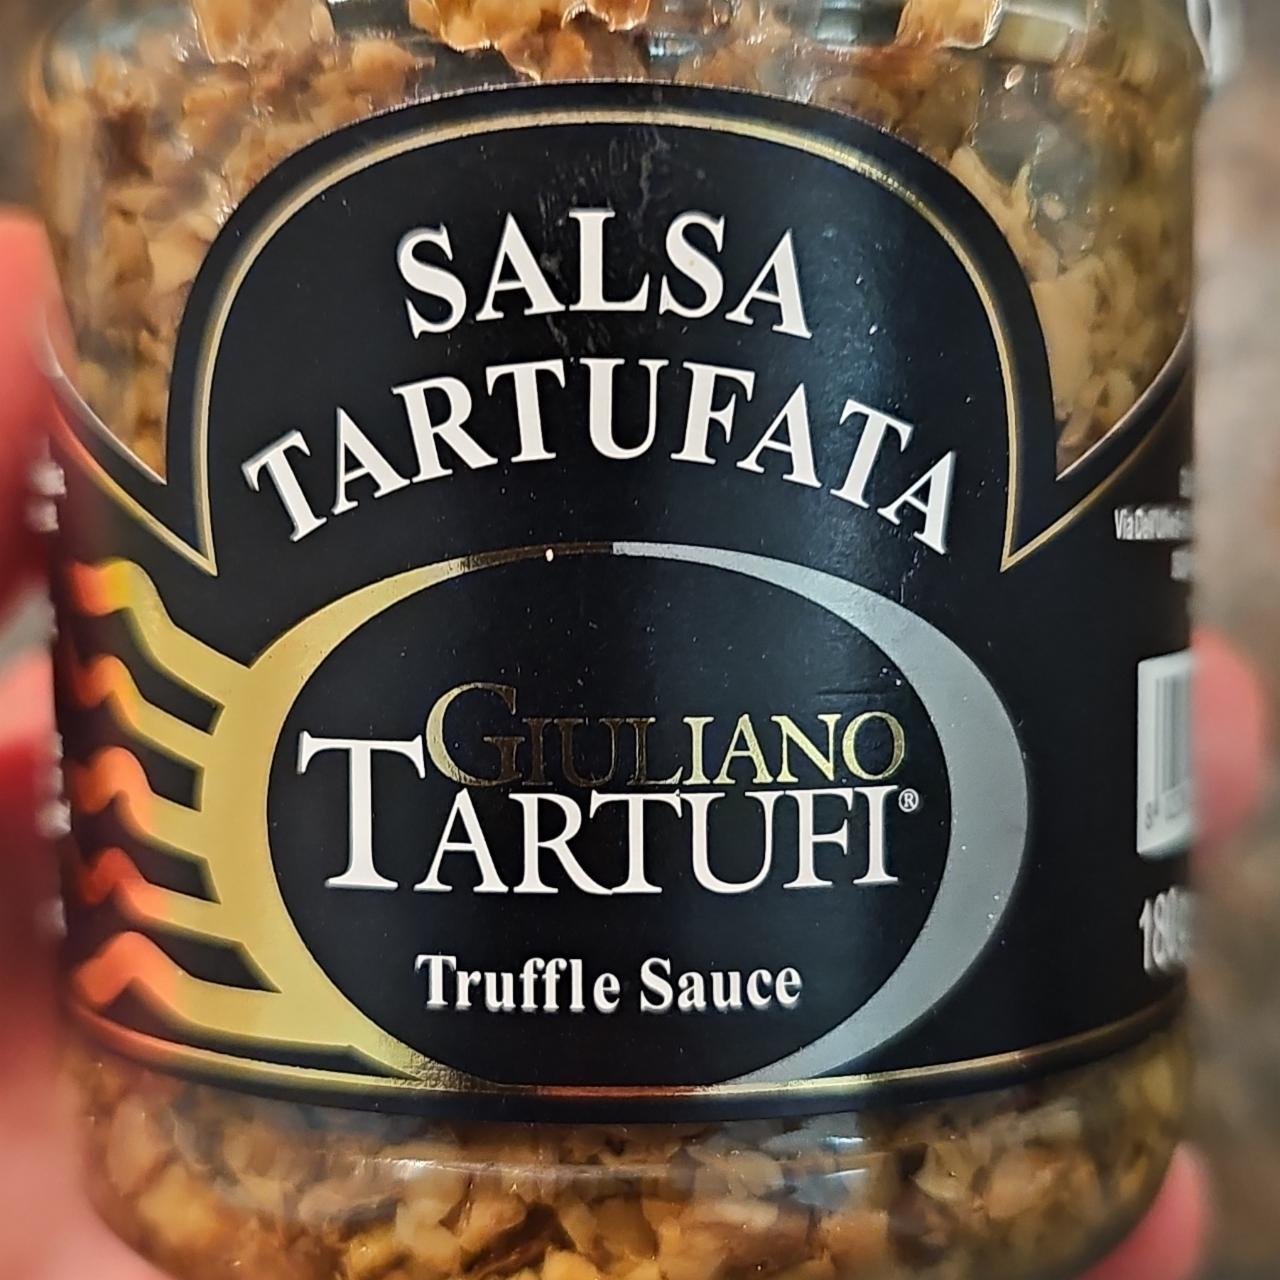 SALSA
TARTUFATA
GIULIANO
TARTUFI®
Truffle Sauce